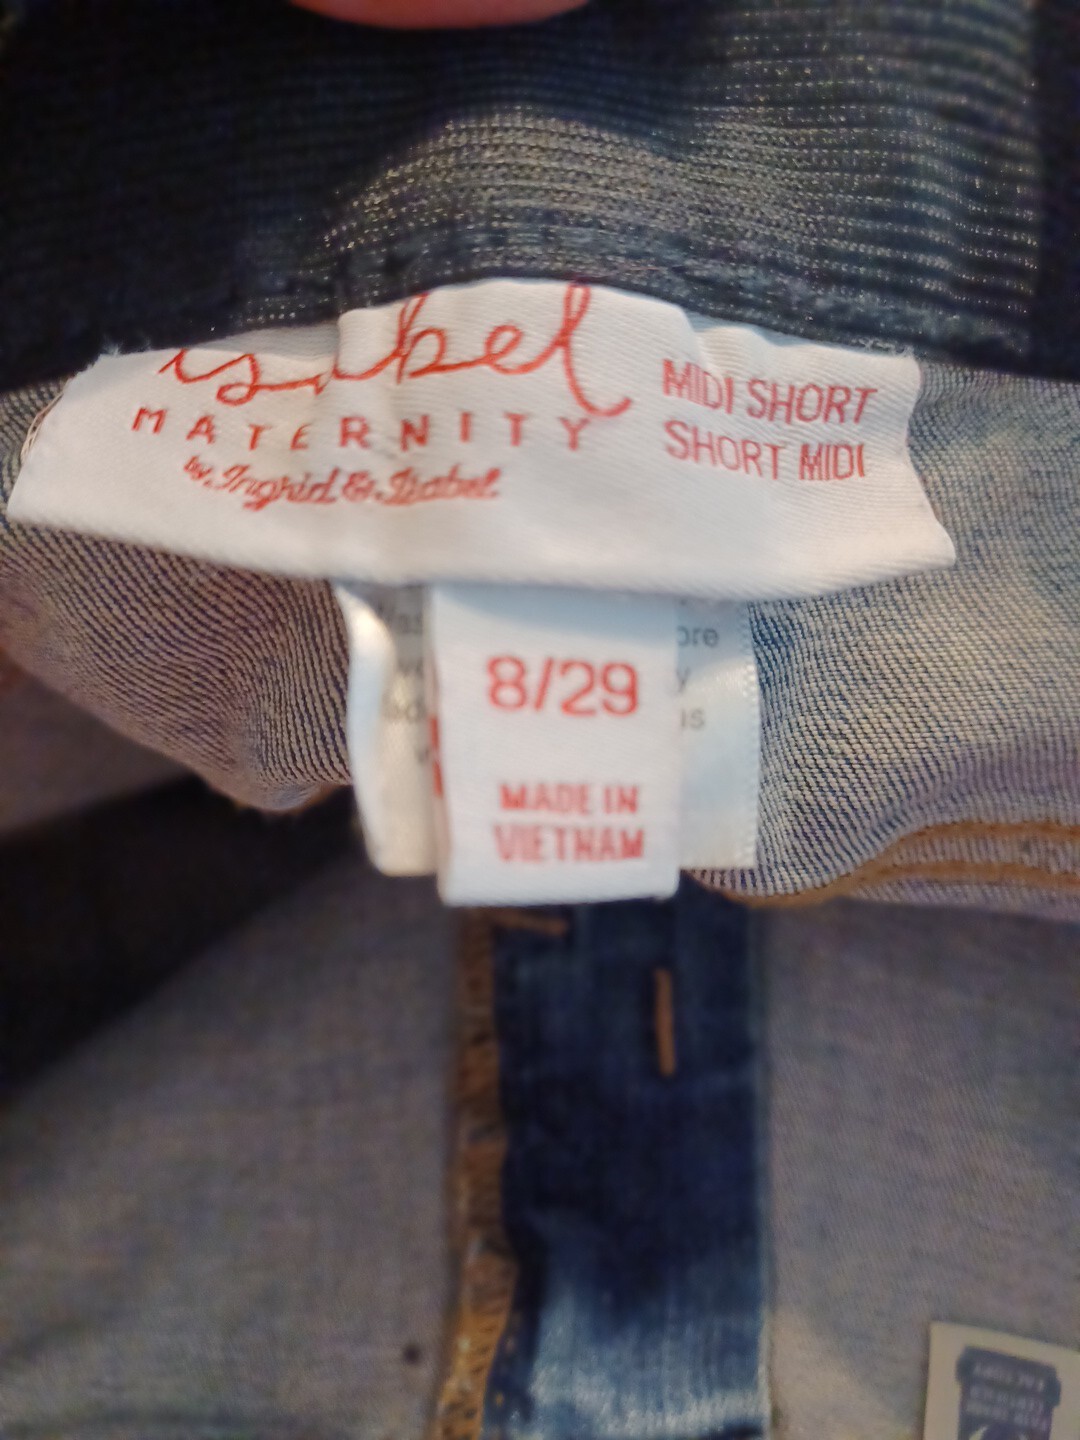 isabel
MATERNITY
by Ingrid & Isabel.
MIDI SHORT
SHORT MIDI
8/29
MADE IN
VIETNAM